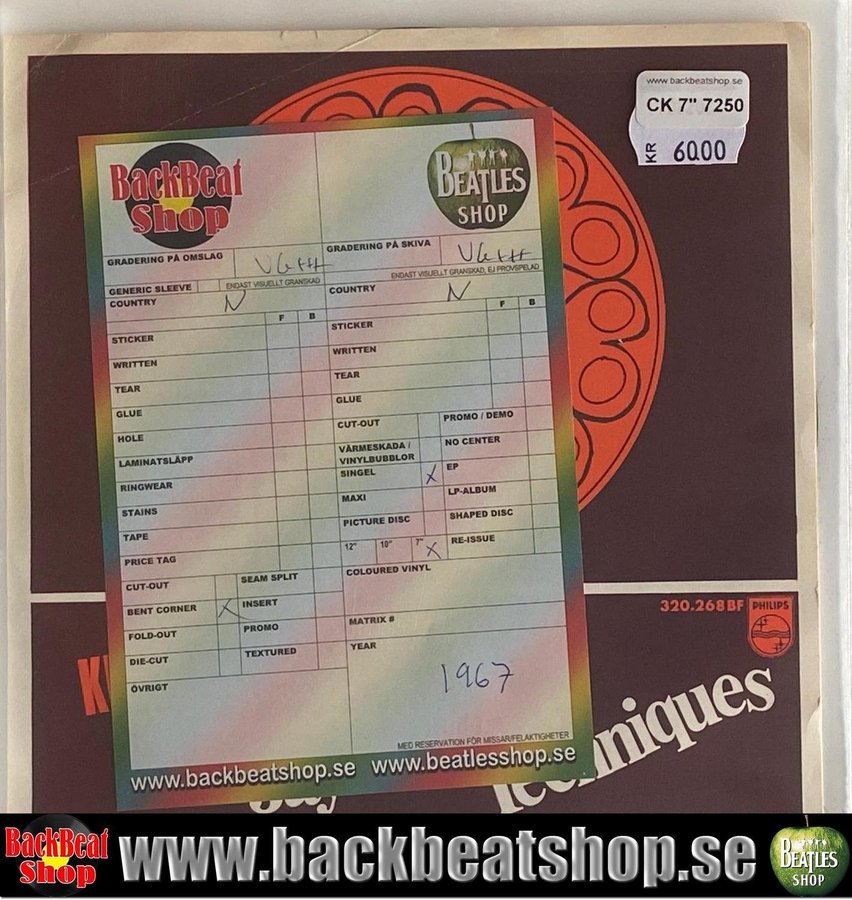 www.backbeatshop.se
CK 7" 7250
KR 6000
BackBeat
Shop
BEATLES
SHOP
GRADERING PÅ OMSLAG VG+++
GRADERING PÅ SKIVA VG+++
GENERIC SLEEVE ENDAST VISUELLT GRANSKAD
ENDAST VISUELLT GRANSKAD, EJ PROVSPELAD
COUNTRY N
COUNTRY N
F B
STICKER
WRITTEN
TEAR
GLUE
HOLE
LAMINATSLÄPP
RINGWEAR
STAINS
TAPE
PRICE TAG
CUT-OUT SEAM SPLIT
BENT CORNER X INSERT
FOLD-OUT PROMO
DIE-CUT TEXTURED
ÖVRIGT
F B
STICKER
WRITTEN
TEAR
GLUE
CUT-OUT PROMO / DEMO
VÄRMESKADA / NO CENTER
VINYLBUBBLOR
SINGEL X EP
MAXI LP-ALBUM
PICTURE DISC SHAPED DISC
12" 10" 7" X RE-ISSUE
COLOURED VINYL
MATRIX #
YEAR
1967
MED RESERVATION FÖR MISSAR/FELAKTIGHETER
www.backbeatshop.se www.beatlesshop.se
320.268BF PHILIPS
BackBeat
Shop
www.backbeatshop.se
BEATLES
SHOP